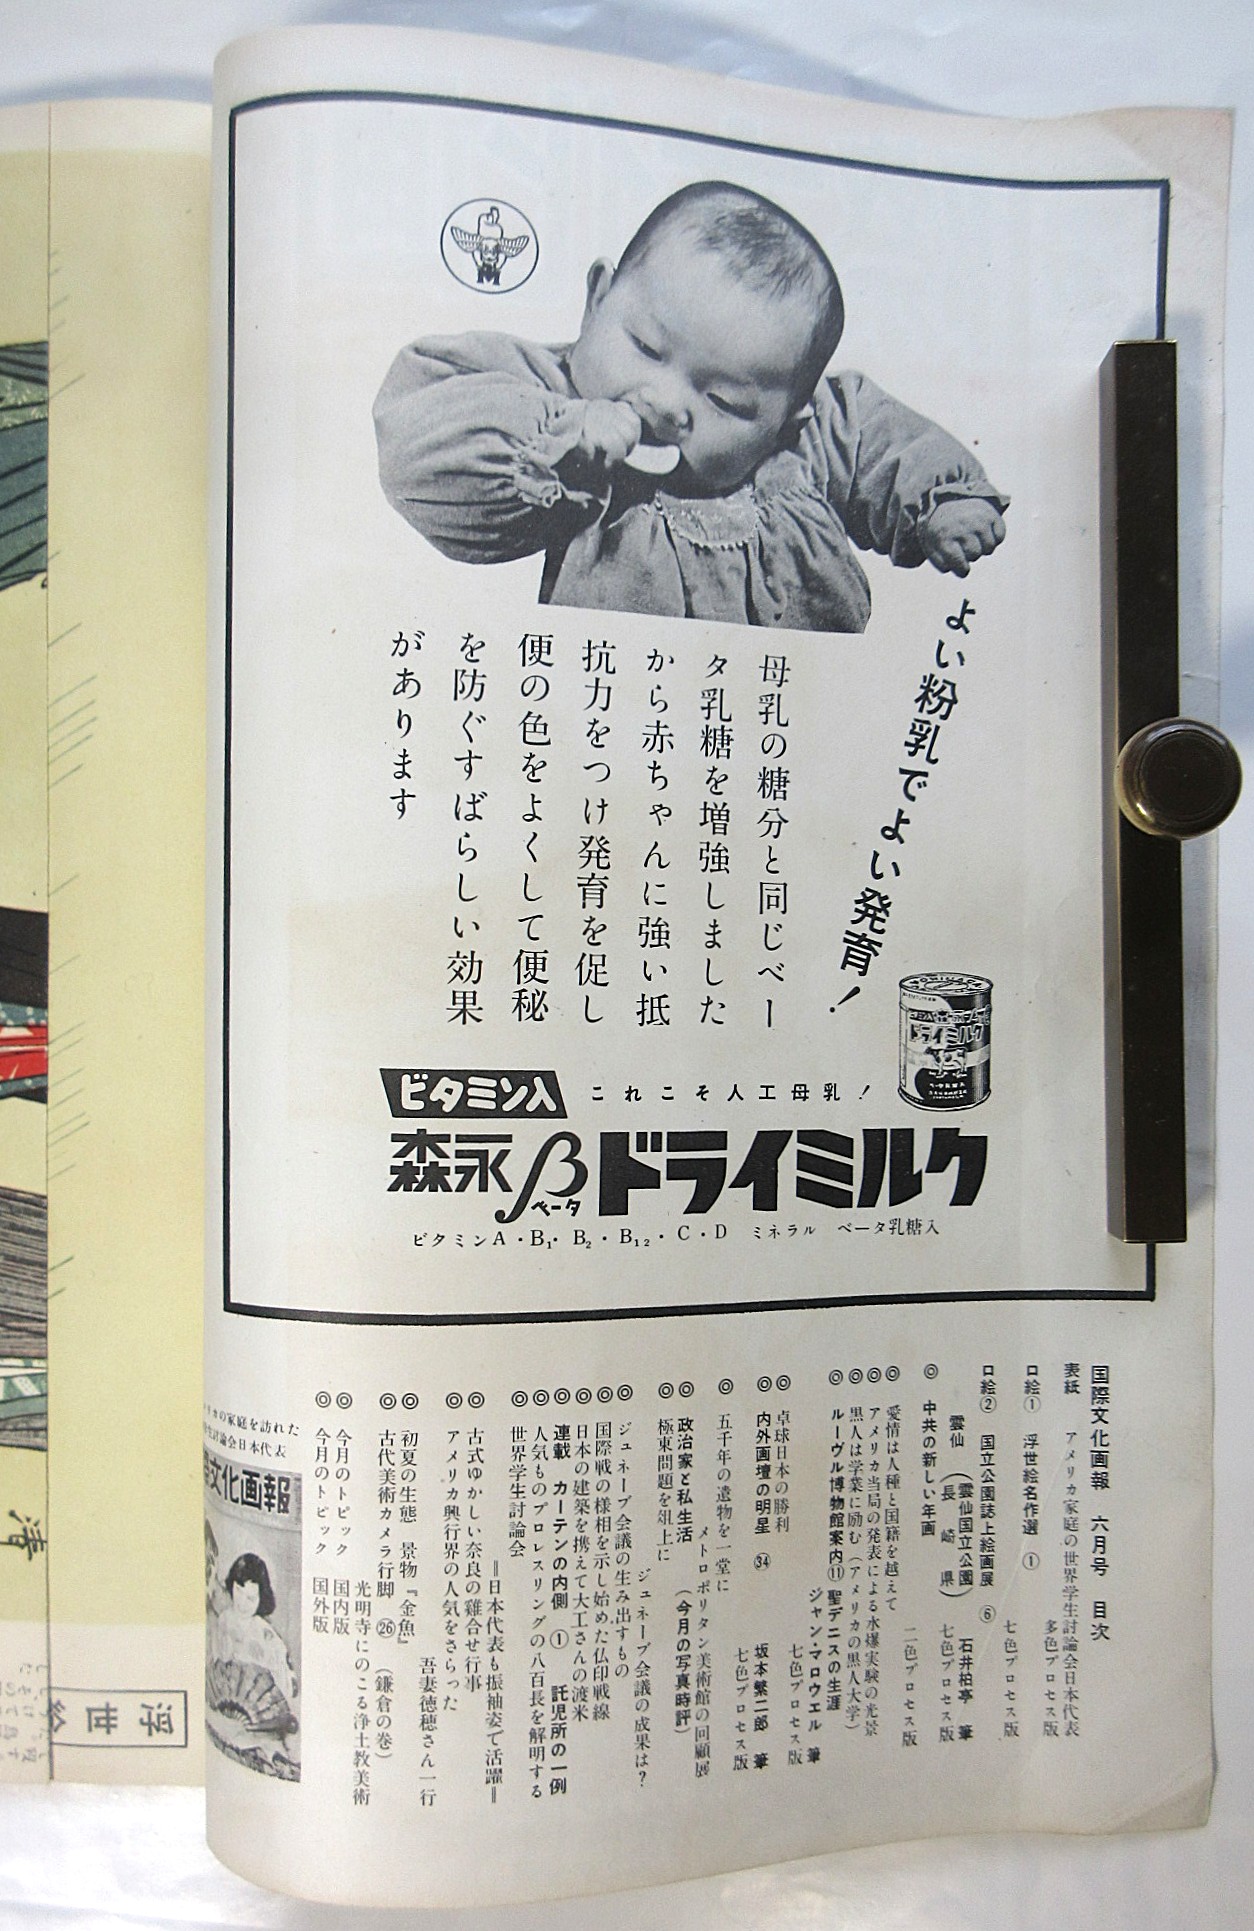 よい粉乳でよい発育!
母乳の糖分と同じベー
タ乳糖を増強しました
から赤ちゃんに強い抵
抗力をつけ発育を促し
便の色をよくして便秘
を防ぐすばらしい効果
があります
ドライミルク
ビタミン入
これこそ人工母乳!
森永βドライミルク
ベータ
ビタミンA・B₁・B₂・B₁₂・C・D ミネラル ベータ乳糖入
国際文化画報 六月号 目次
表紙 アメリカ家庭の世界学生討論会日本代表
多色プロセス版
口絵① 浮世絵名作選 ①
七色プロセス版
口絵② 国立公園誌上絵画展 ⑥
雲仙 (雲仙国立公園 長崎県) 石井柏亭 筆
七色プロセス版
◎ 中共の新しい年画
二色プロセス版
◎ 愛情は人種と国籍を越えて
◎ アメリカ当局の発表による水爆実験の光景
◎ 黒人は学業に励む (アメリカの黒人大学)
◎ ルーヴル博物館案内⑪ 聖デニスの生涯
ジャン・マロウエル 筆
七色プロセス版
◎ 卓球日本の勝利
◎ 内外画壇の明星 ㉞ 坂本繁二郎 筆
七色プロセス版
◎ 五千年の遺物を一堂に
メトロポリタン美術館の回顧展
◎ 政治家と私生活 (今月の写真時評)
◎ 極東問題を俎上に
ジュネーブ会議の成果は?
◎ ジュネーブ会議の生み出すもの
◎ 国際戦の様相を示し始めた仏印戦線
◎ 日本の建築を携えて大工さんの渡米
◎ 連載 カーテンの内側 ① 託児所の一例
◎ 人気ものプロレスリングの八百長を解明する
◎ 世界学生討論会
=日本代表も振袖姿で活躍=
◎ 古式ゆかしい奈良の雞合せ行事
◎ アメリカ興行界の人気をさらった
吾妻徳穂さん一行
◎ 初夏の生態 景物『金魚』
◎ 古代美術カメラ行脚 ㉖ (鎌倉の巻)
光明寺にのこる浄土教美術
◎ 今月のトピック 国内版
◎ 今月のトピック 国外版
カの家庭を訪れた
生討論会日本代表
文化画報
清
浮世絵